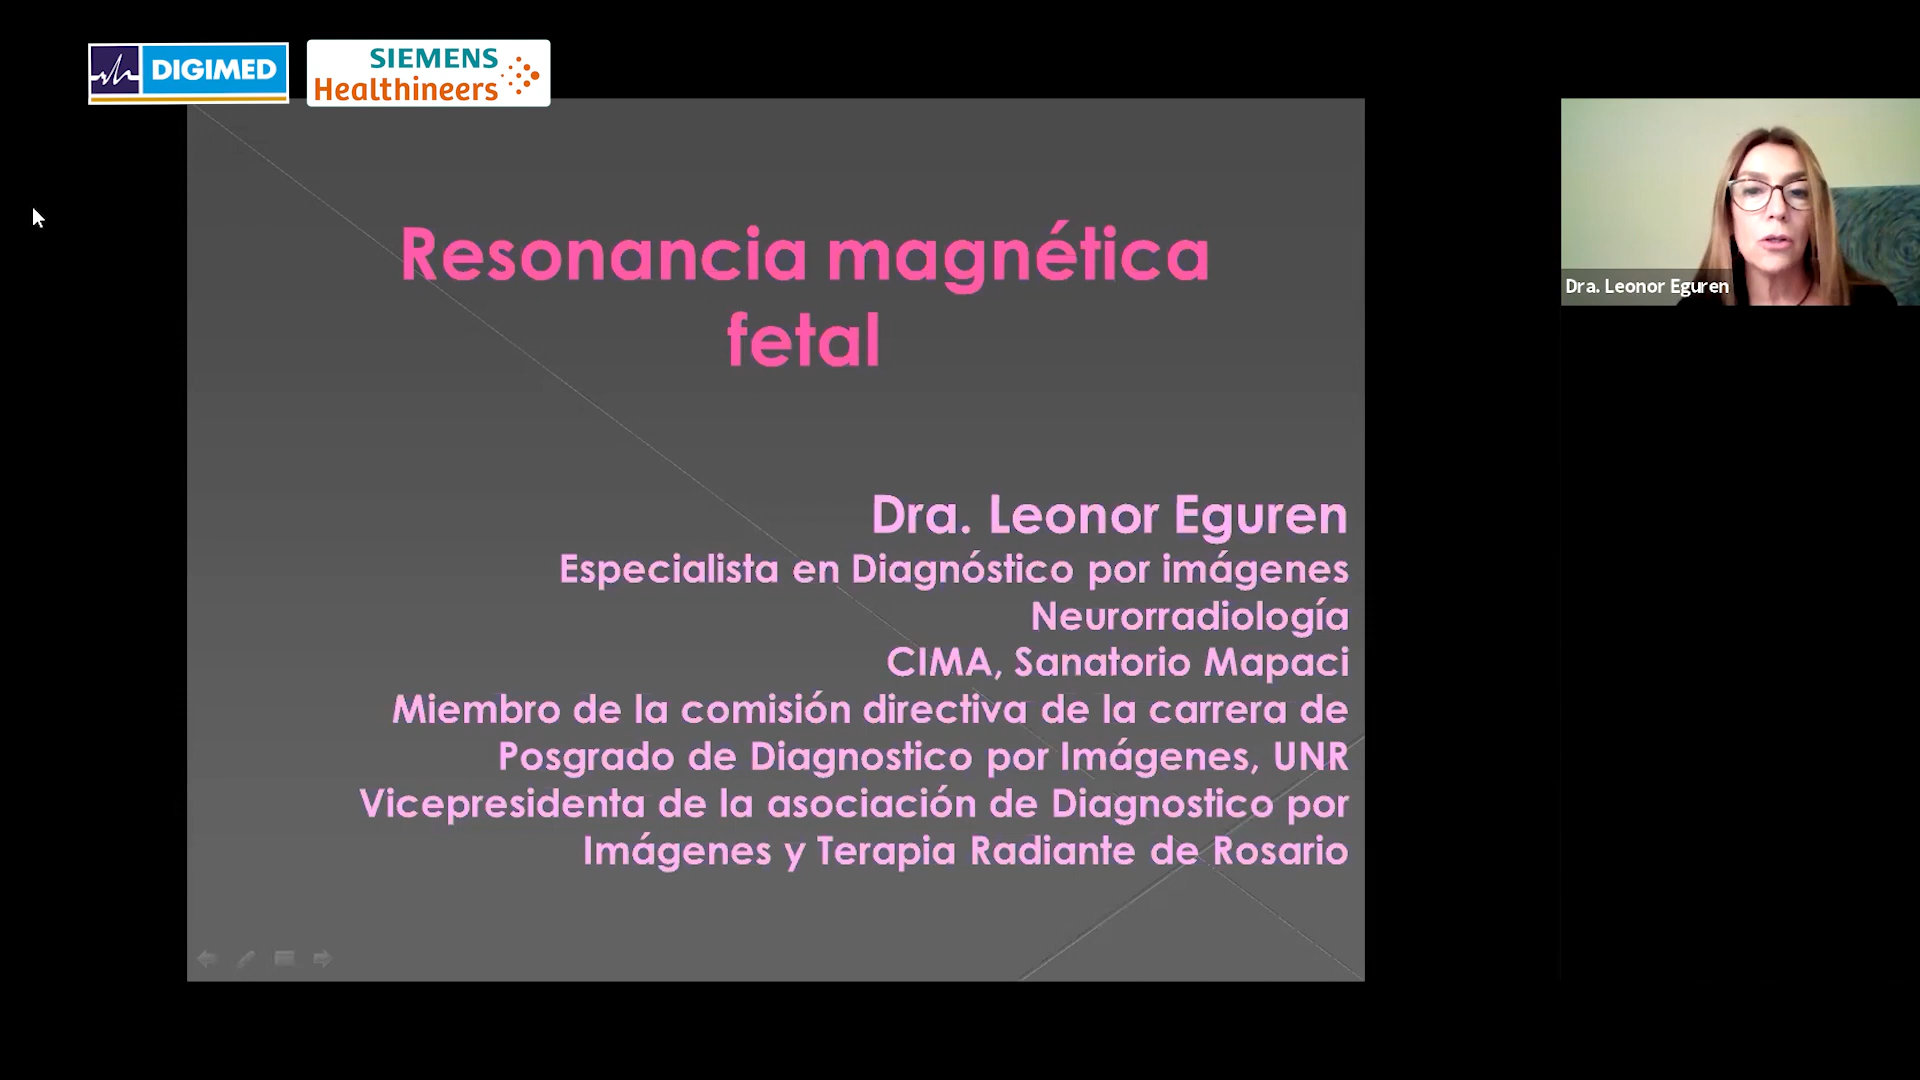 DIGIMED
SIEMENS
Healthineers
Resonancia magnética
fetal
Dra. Leonor Eguren
Especialista en Diagnóstico por imágenes
Neurorradiología
CIMA, Sanatorio Mapaci
Miembro de la comisión directiva de la carrera de
Posgrado de Diagnostico por Imágenes, UNR
Vicepresidenta de la asociación de Diagnostico por
Imágenes y Terapia Radiante de Rosario
Dra. Leonor Eguren